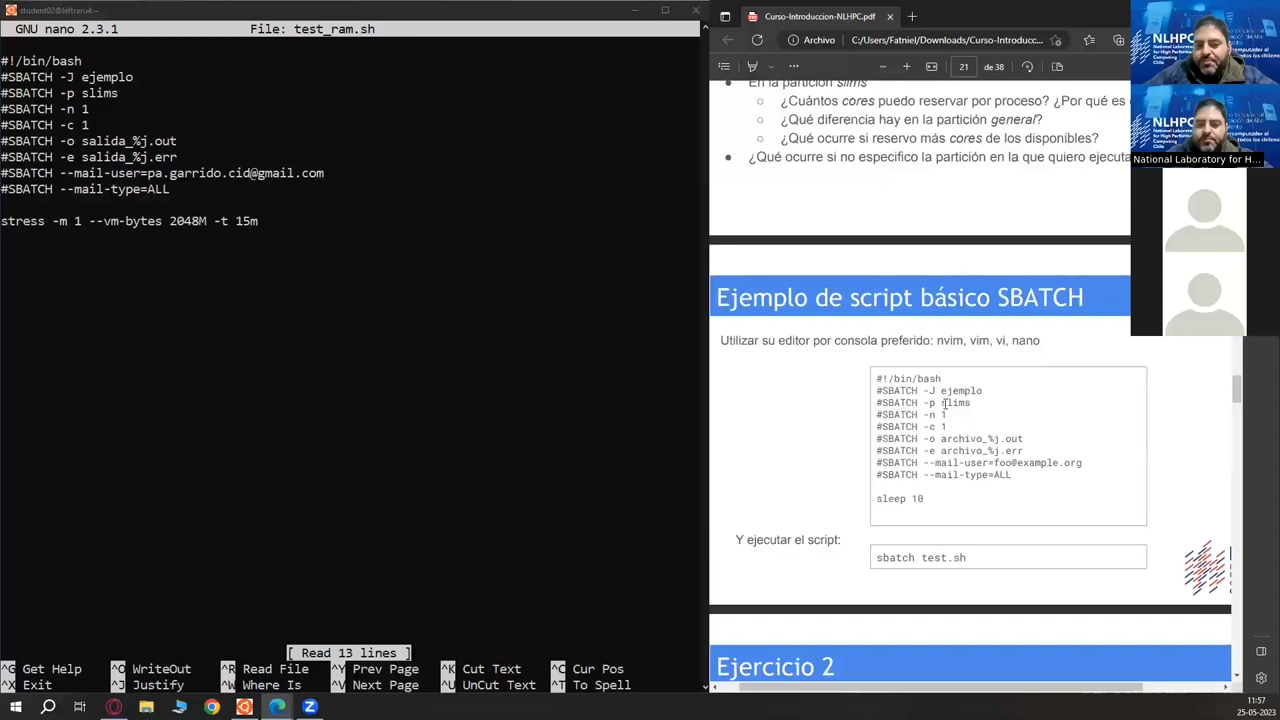 student02@leftraru4:~
GNU nano 2.3.1
File: test_ram.sh
#!/bin/bash
#SBATCH -J ejemplo
#SBATCH -p slims
#SBATCH -n 1
#SBATCH -c 1
#SBATCH -o salida_%j.out
#SBATCH -e salida_%j.err
#SBATCH --mail-user=pa.garrido.cid@gmail.com
#SBATCH --mail-type=ALL
stress -m 1 --vm-bytes 2048M -t 15m
[ Read 13 lines ]
^G Get Help
^O WriteOut
^R Read File
^Y Prev Page
^K Cut Text
^C Cur Pos
^X Exit
^J Justify
^W Where Is
^V Next Page
^U UnCut Text
^T To Spell
Curso-Introduccion-NLHPC.pdf
Archivo
C:/Users/Fatniel/Downloads/Curso-Introducc...
21 de 38
En la partición slims
¿Cuántos cores puedo reservar por proceso? ¿Por qué es
¿Qué diferencia hay en la partición general?
¿Qué ocurre si reservo más cores de los disponibles?
¿Qué ocurre si no especifico la partición en la que quiero ejecuta
Ejemplo de script básico SBATCH
Utilizar su editor por consola preferido: nvim, vim, vi, nano
#!/bin/bash
#SBATCH -J ejemplo
#SBATCH -p slims
#SBATCH -n 1
#SBATCH -c 1
#SBATCH -o archivo_%j.out
#SBATCH -e archivo_%j.err
#SBATCH --mail-user=foo@example.org
#SBATCH --mail-type=ALL
sleep 10
Y ejecutar el script:
sbatch test.sh
Ejercicio 2
NLHPC
NLHPC
National Laboratory for H...
11:57
25-05-2023